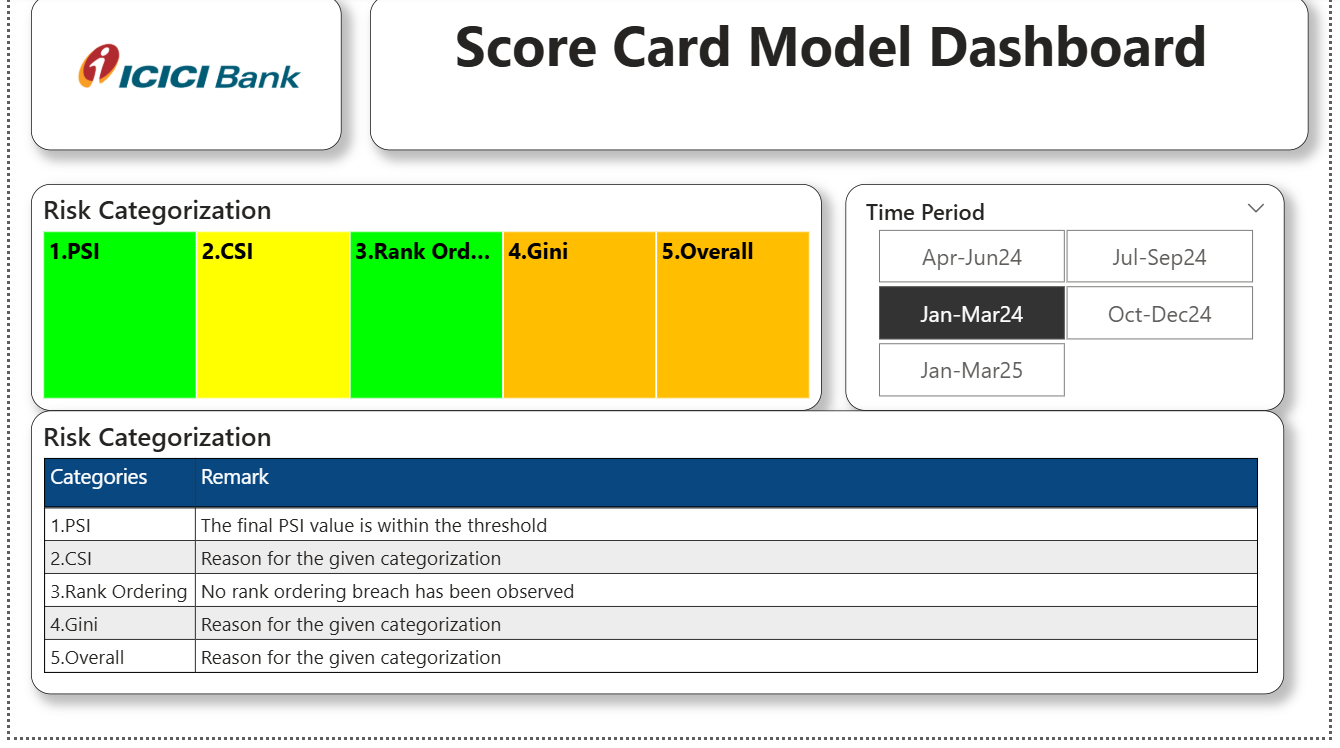 ICICI Bank
Score Card Model Dashboard
Risk Categorization
1.PSI 2.CSI 3.Rank Ord... 4.Gini 5.Overall
Time Period
Apr-Jun24 Jul-Sep24
Jan-Mar24 Oct-Dec24
Jan-Mar25
Risk Categorization
Categories Remark
1.PSI The final PSI value is within the threshold
2.CSI Reason for the given categorization
3.Rank Ordering No rank ordering breach has been observed
4.Gini Reason for the given categorization
5.Overall Reason for the given categorization